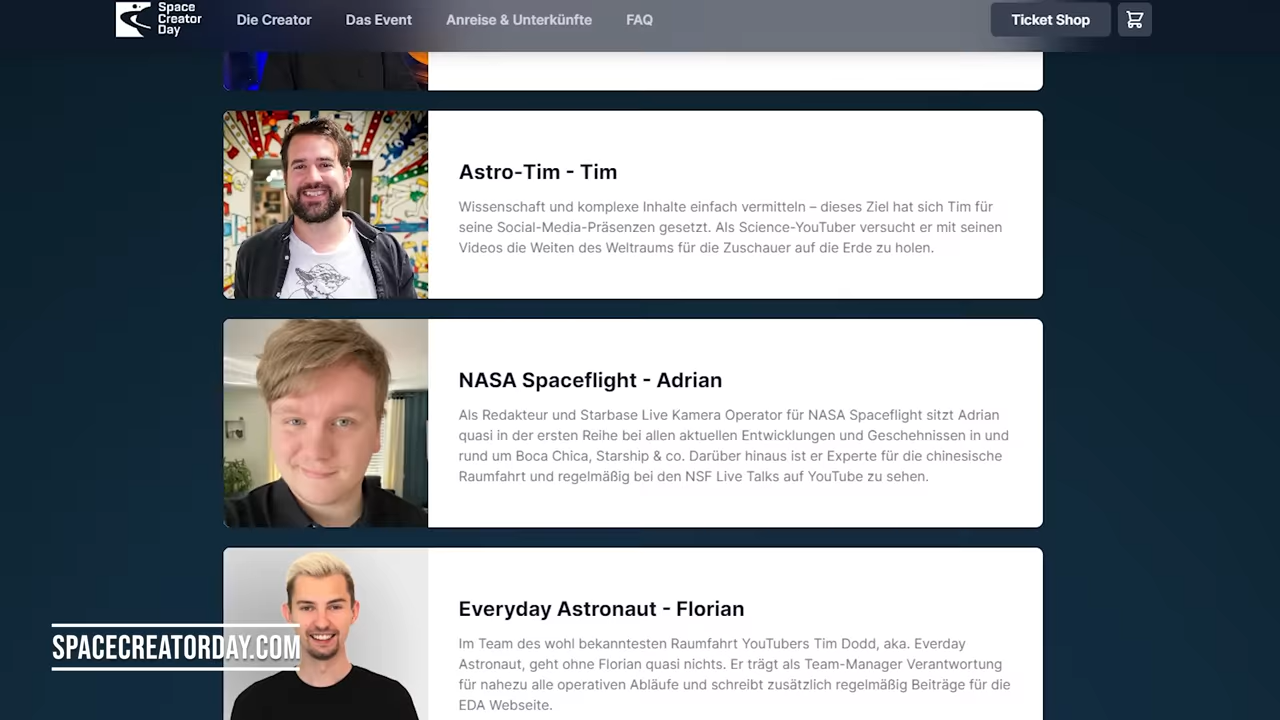 Space
Creator
Day
Die Creator
Das Event
Anreise & Unterkünfte
FAQ
Ticket Shop
Astro-Tim - Tim
Wissenschaft und komplexe Inhalte einfach vermitteln – dieses Ziel hat sich Tim für
seine Social-Media-Präsenzen gesetzt. Als Science-YouTuber versucht er mit seinen
Videos die Weiten des Weltraums für die Zuschauer auf die Erde zu holen.
NASA Spaceflight - Adrian
Als Redakteur und Starbase Live Kamera Operator für NASA Spaceflight sitzt Adrian
quasi in der ersten Reihe bei allen aktuellen Entwicklungen und Geschehnissen in und
rund um Boca Chica, Starship & co. Darüber hinaus ist er Experte für die chinesische
Raumfahrt und regelmäßig bei den NSF Live Talks auf YouTube zu sehen.
Everyday Astronaut - Florian
Im Team des wohl bekanntesten Raumfahrt YouTubers Tim Dodd, aka. Everday
Astronaut, geht ohne Florian quasi nichts. Er trägt als Team-Manager Verantwortung
für nahezu alle operativen Abläufe und schreibt zusätzlich regelmäßig Beiträge für die
EDA Webseite.
SPACECREATORDAY.COM